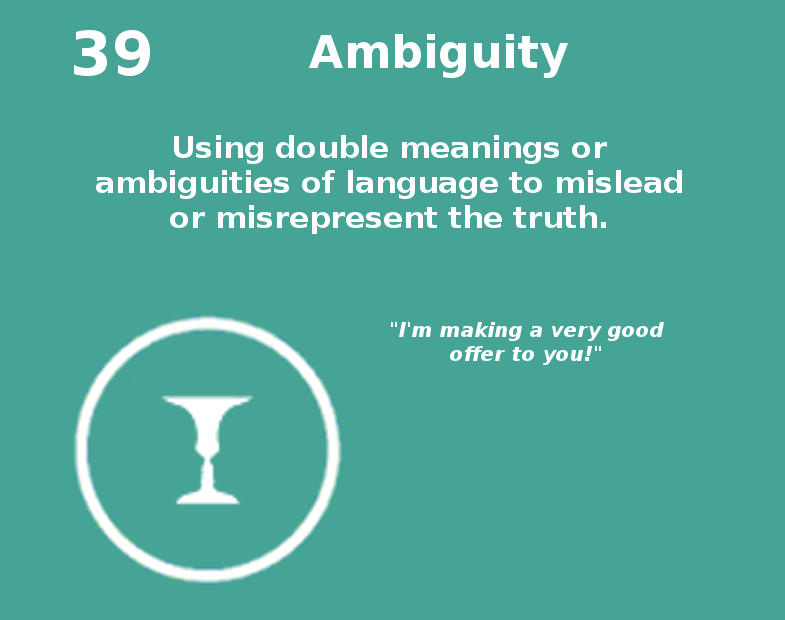 39 Ambiguity
Using double meanings or
ambiguities of language to mislead
or misrepresent the truth.
"I'm making a very good
offer to you!"